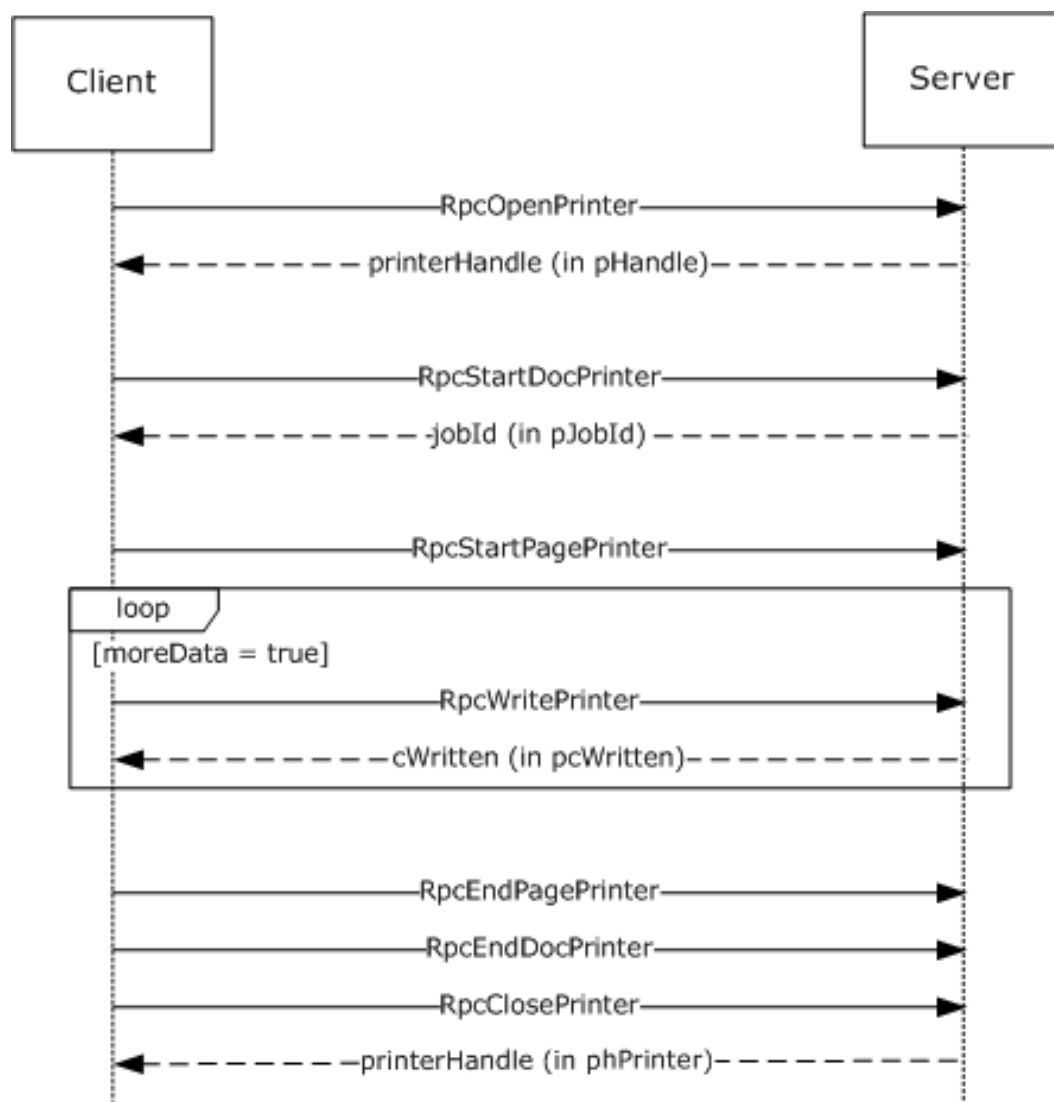 Client
Server
RpcOpenPrinter
printerHandle (in pHandle)
RpcStartDocPrinter
jobId (in pJobId)
RpcStartPagePrinter
loop
[moreData = true]
RpcWritePrinter
cWritten (in pcWritten)
RpcEndPagePrinter
RpcEndDocPrinter
RpcClosePrinter
printerHandle (in phPrinter)